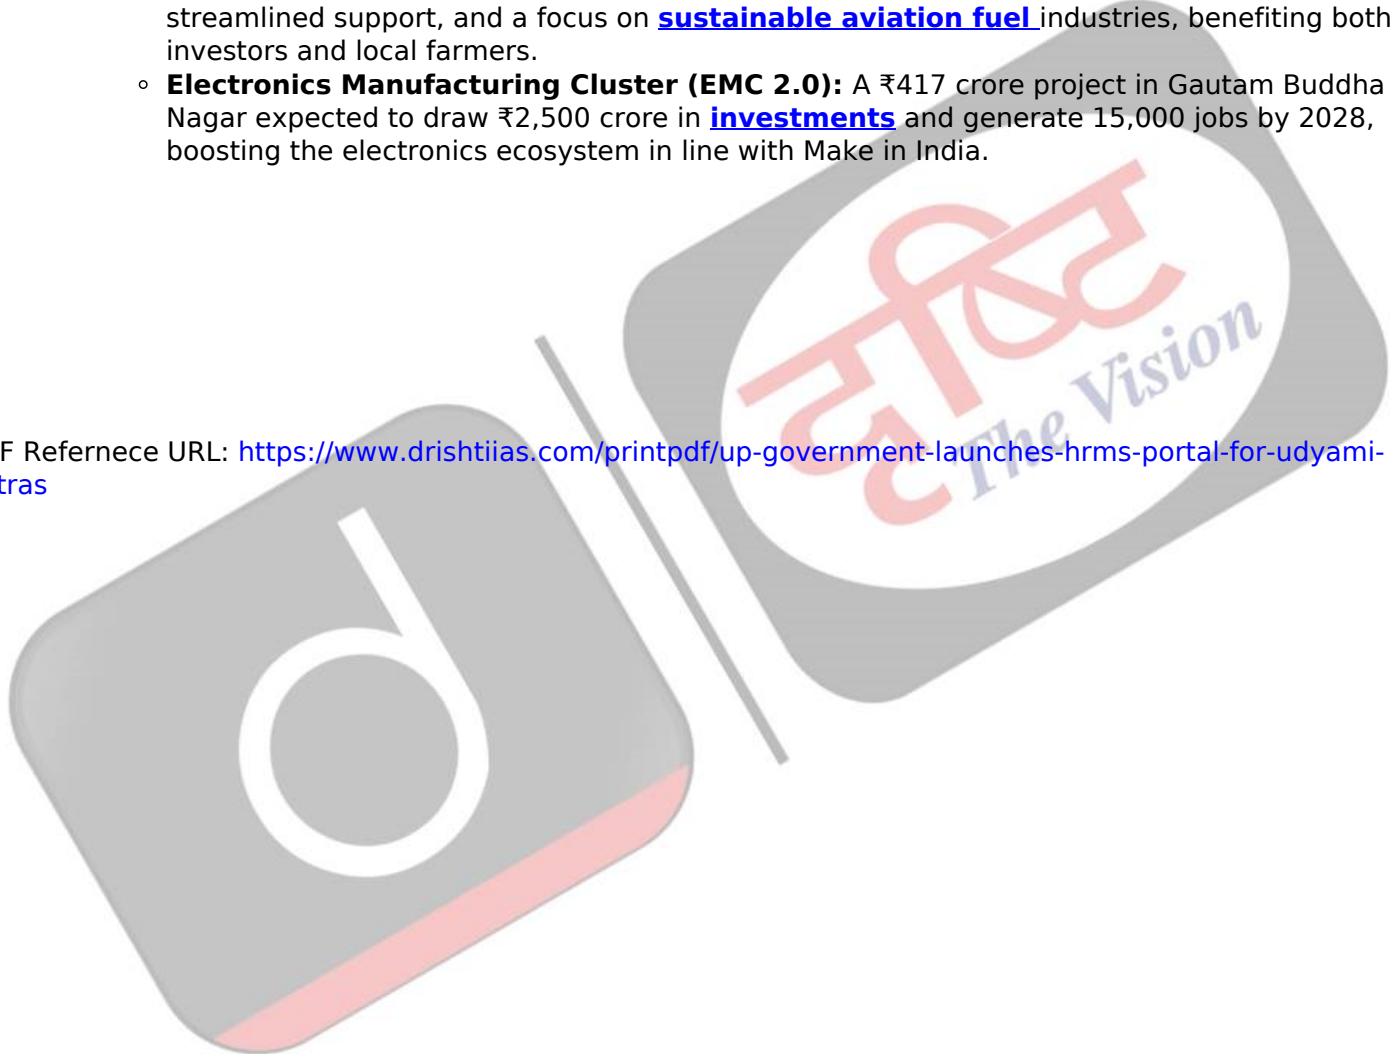 streamlined support, and a focus on sustainable aviation fuel industries, benefiting both
investors and local farmers.
Electronics Manufacturing Cluster (EMC 2.0): A ₹417 crore project in Gautam Buddha
Nagar expected to draw ₹2,500 crore in investments and generate 15,000 jobs by 2028,
boosting the electronics ecosystem in line with Make in India.
दृष्टि
The Vision
F Refernece URL: https://www.drishtiias.com/printpdf/up-government-launches-hrms-portal-for-udyami-
tras
d